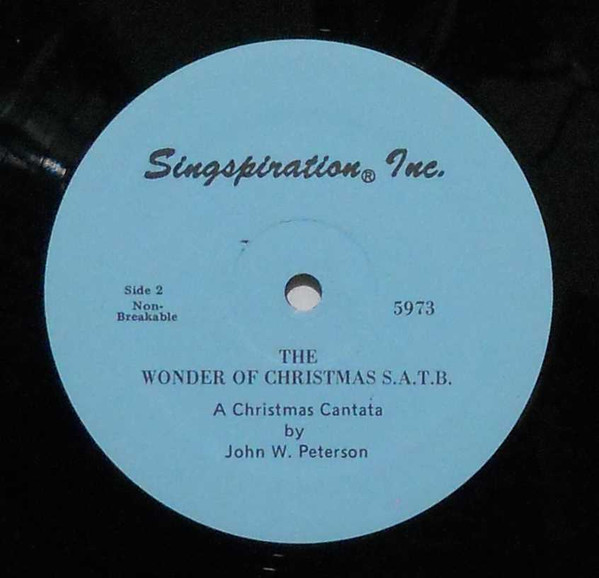 Singspiration® Inc.
Side 2
Non-
Breakable
5973
THE
WONDER OF CHRISTMAS S.A.T.B.
A Christmas Cantata
by
John W. Peterson